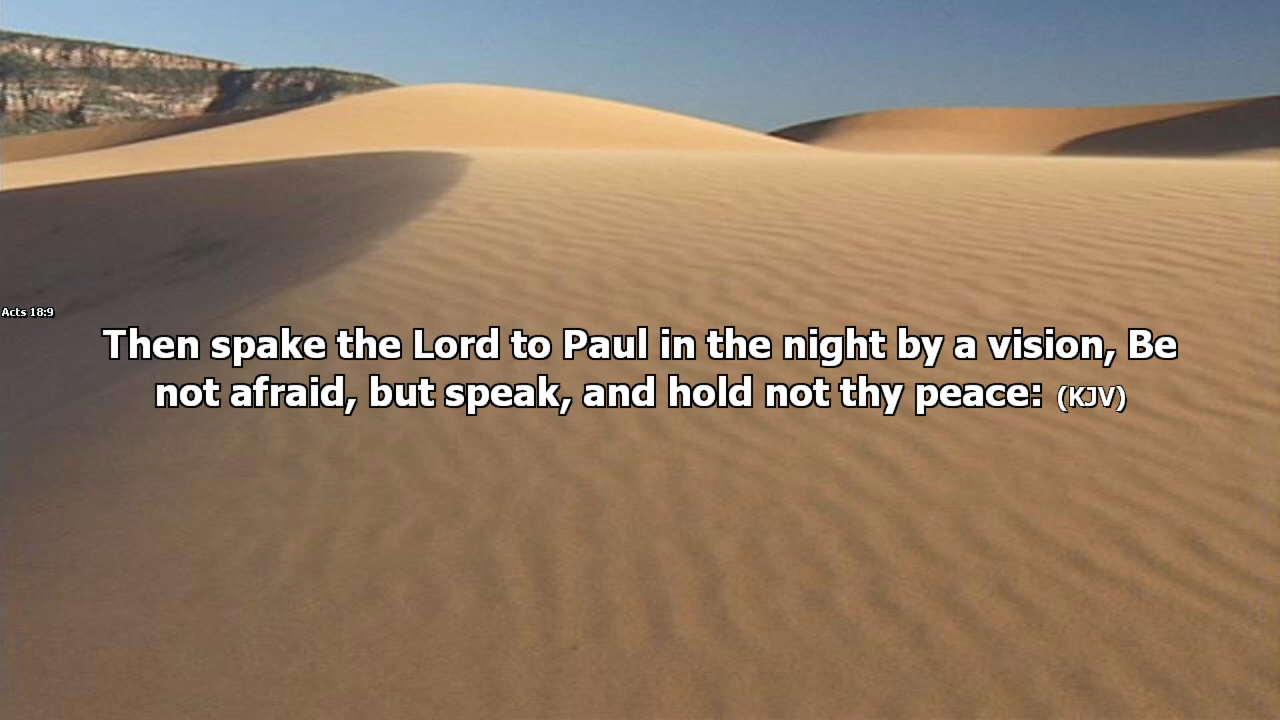 Acts 18:9
Then spake the Lord to Paul in the night by a vision, Be
not afraid, but speak, and hold not thy peace: (KJV)